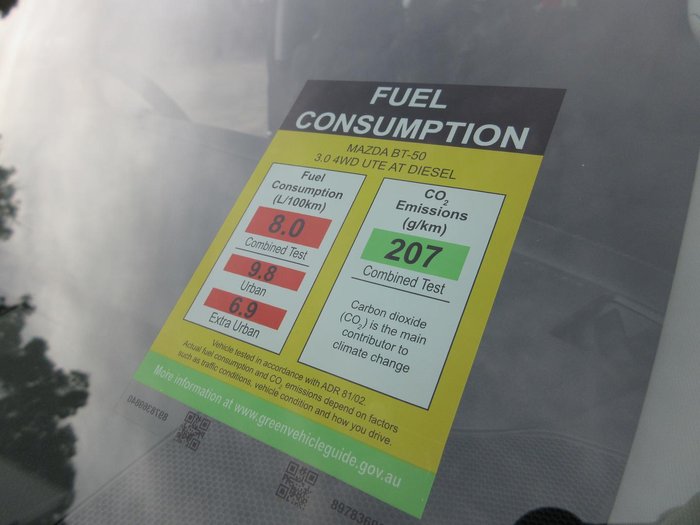 FUEL
CONSUMPTION
MAZDA BT-50
3.0 4WD UTE AT DIESEL
Fuel
Consumption
(L/100km)
8.0
Combined Test
9.8
Urban
6.9
Extra Urban
CO2
Emissions
(g/km)
207
Combined Test
Carbon dioxide
(CO2) is the main
contributor to
climate change
Vehicle tested in accordance with ADR 81/02.
Actual fuel consumption and CO2 emissions depend on factors
such as traffic conditions, vehicle condition and how you drive.
More information at www.greenvehicleguide.gov.au